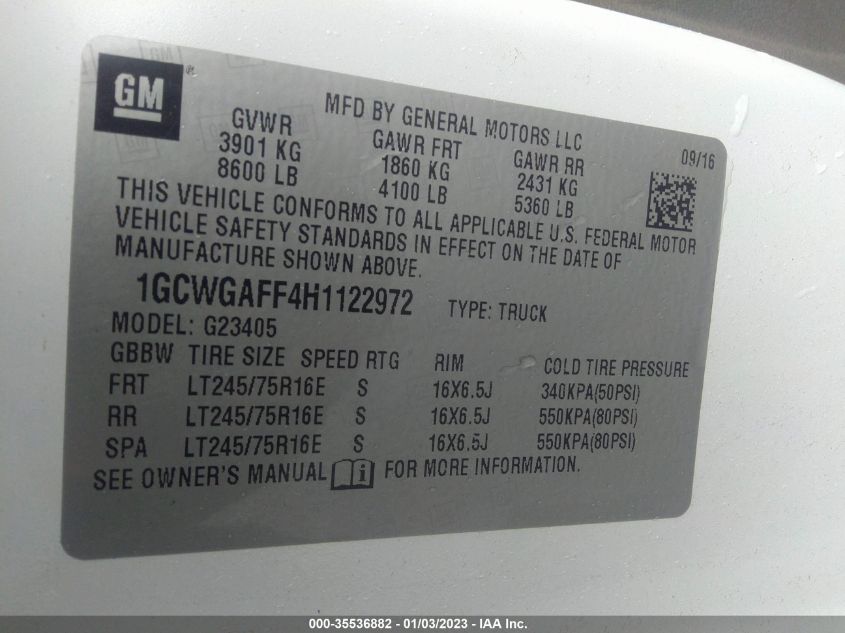 GM ®
MFD BY GENERAL MOTORS LLC
09/16
GVWR GAWR FRT GAWR RR
3901 KG 1860 KG 2431 KG
8600 LB 4100 LB 5360 LB
THIS VEHICLE CONFORMS TO ALL APPLICABLE U.S. FEDERAL MOTOR
VEHICLE SAFETY STANDARDS IN EFFECT ON THE DATE OF
MANUFACTURE SHOWN ABOVE.
1GCWGAFF4H1122972 TYPE: TRUCK
MODEL: G23405
GBBW TIRE SIZE SPEED RTG RIM COLD TIRE PRESSURE
FRT LT245/75R16E S 16X6.5J 340KPA(50PSI)
RR LT245/75R16E S 16X6.5J 550KPA(80PSI)
SPA LT245/75R16E S 16X6.5J 550KPA(80PSI)
SEE OWNER'S MANUAL i FOR MORE INFORMATION.
000-35536882 - 01/03/2023 - IAA Inc.